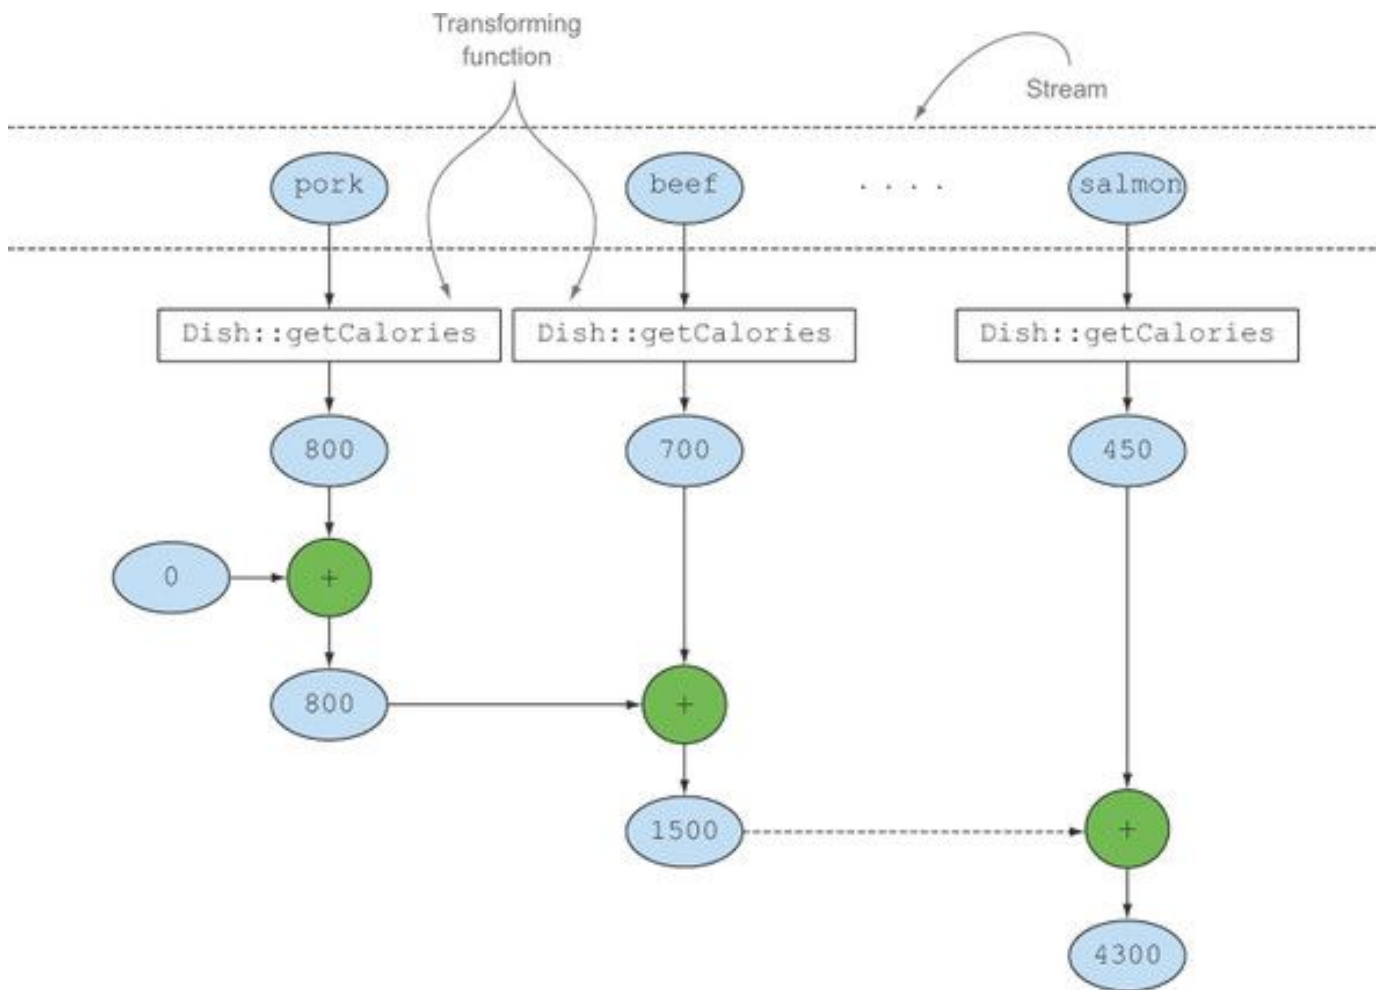 Transforming
function
Stream
pork
beef
. . . .
salmon
Dish::getCalories
Dish::getCalories
Dish::getCalories
800
700
450
0
+
800
+
1500
+
4300